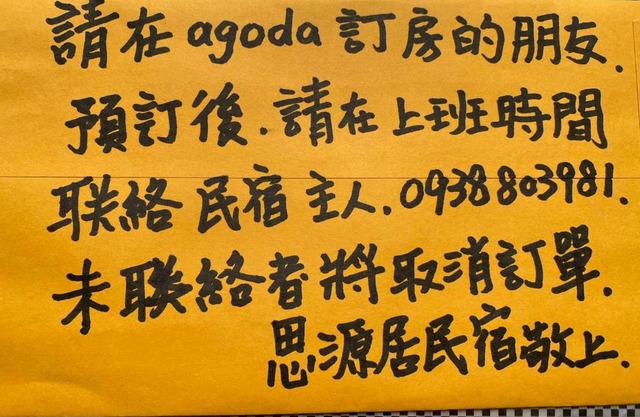 請在agoda訂房的朋友.
預訂後.請在上班時間
联絡民宿主人.0938803981.
未联絡者將取消訂單.
思源居民宿敬上.